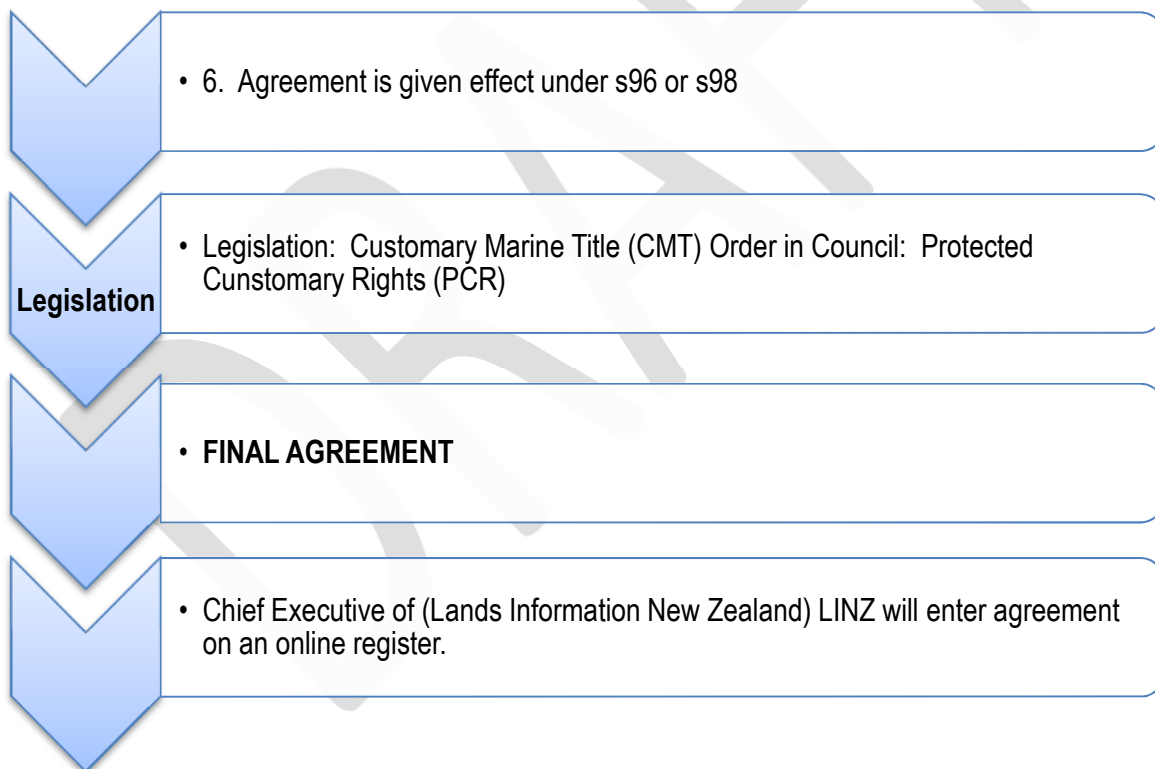 • 6. Agreement is given effect under s96 or s98
Legislation
• Legislation: Customary Marine Title (CMT) Order in Council: Protected
Cunstomary Rights (PCR)
• FINAL AGREEMENT
• Chief Executive of (Lands Information New Zealand) LINZ will enter agreement
on an online register.
DRAFT